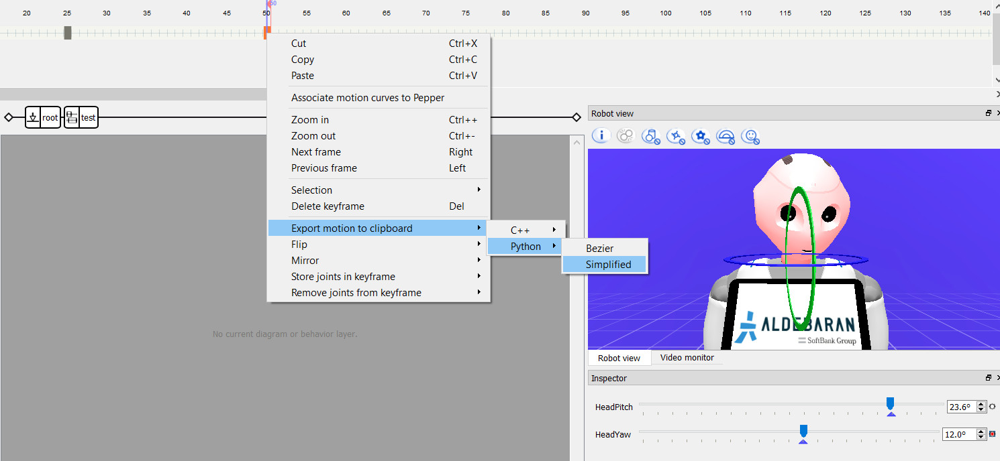 20 25 30 35 40 45 50 55 60 65 70 75 80 85 90 95 100 105 110 115 120 125 130 135 140
50
Cut Ctrl+X
Copy Ctrl+C
Paste Ctrl+V
Associate motion curves to Pepper
Zoom in Ctrl++
Zoom out Ctrl+-
Next frame Right
Previous frame Left
Selection
Delete keyframe Del
Export motion to clipboard
Flip
Mirror
Store joints in keyframe
Remove joints from keyframe
C++
Python
Bezier
Simplified
root
test
No current diagram or behavior layer.
Robot view
ALDEBARAN
SoftBank Group
Robot view Video monitor
Inspector
HeadPitch 23.6°
HeadYaw 12.0°